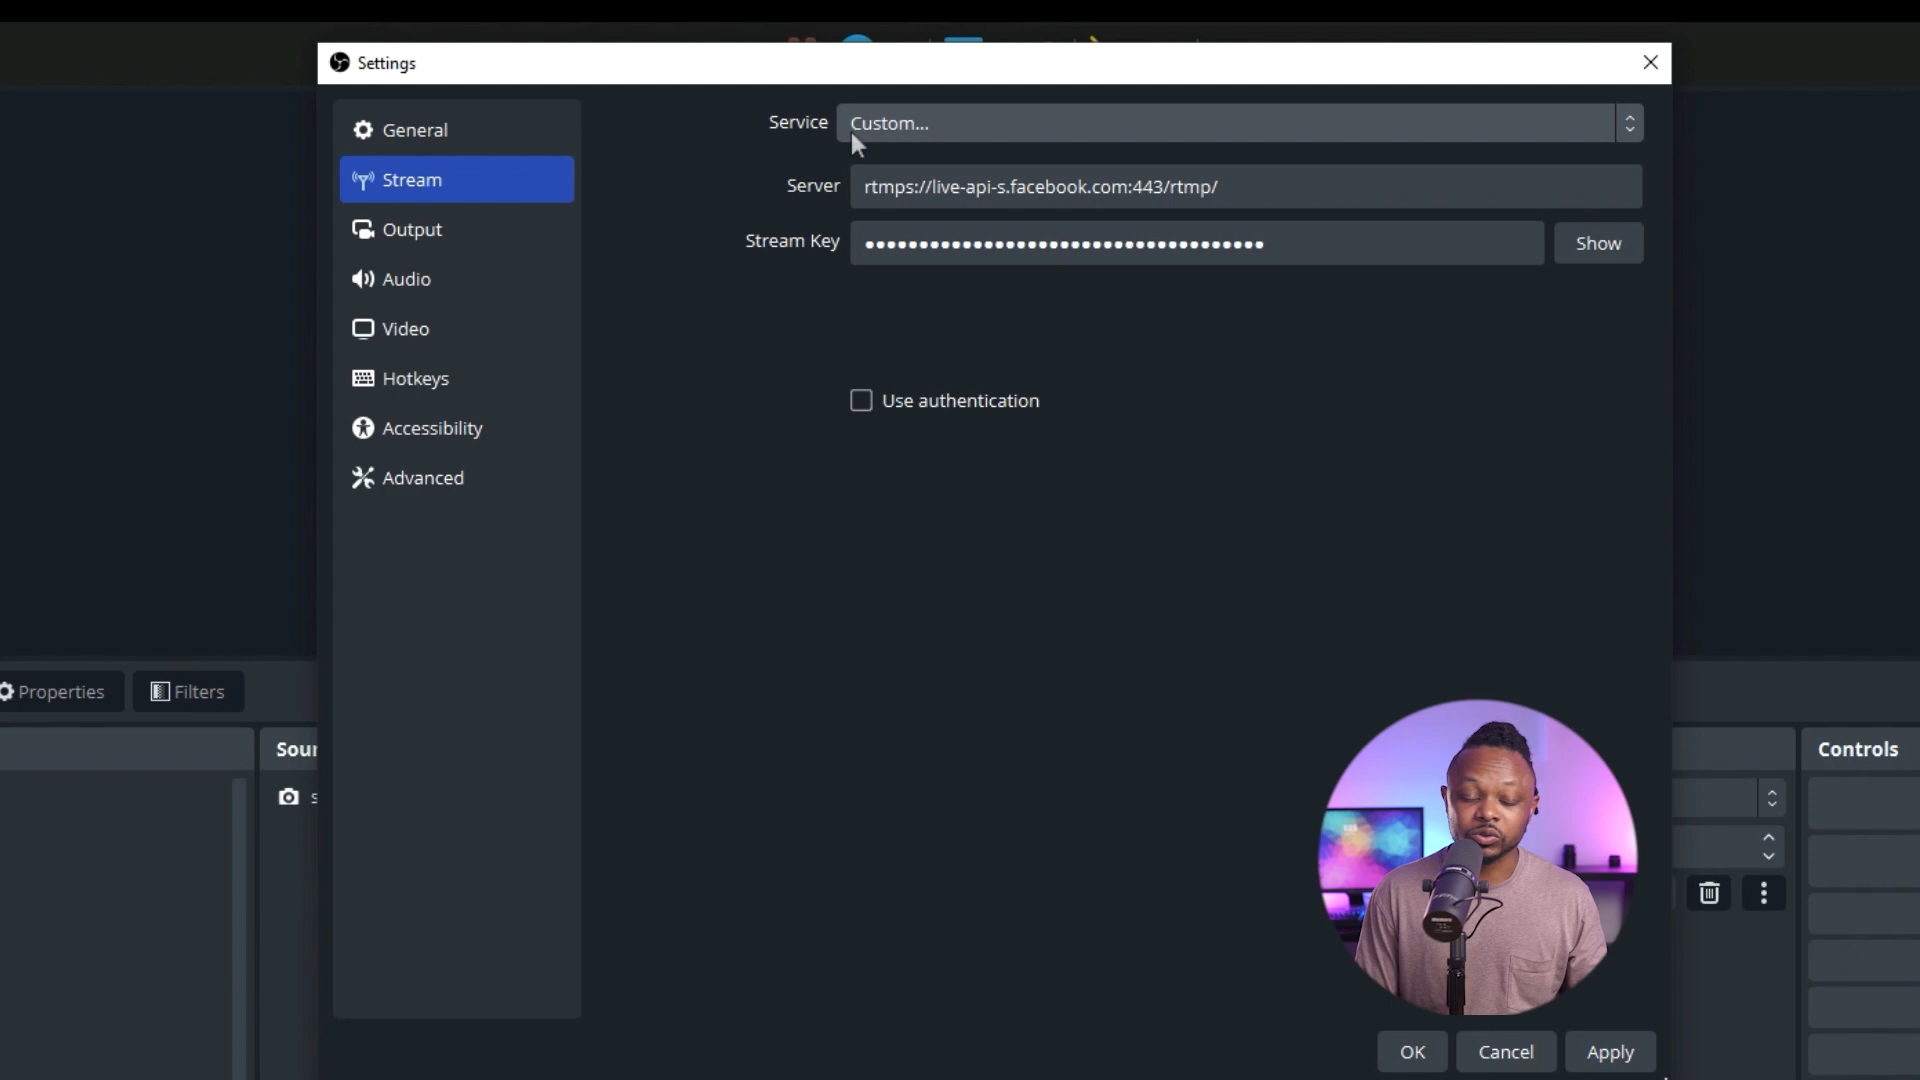 Settings
General
Stream
Output
Audio
Video
Hotkeys
Accessibility
Advanced
Service Custom...
Server rtmps://live-api-s.facebook.com:443/rtmp/
Stream Key ●●●●●●●●●●●●●●●●●●●●●●●●●●●●●●●●●●●●● Show
Use authentication
Properties Filters
Sour
s
Controls
OK Cancel Apply